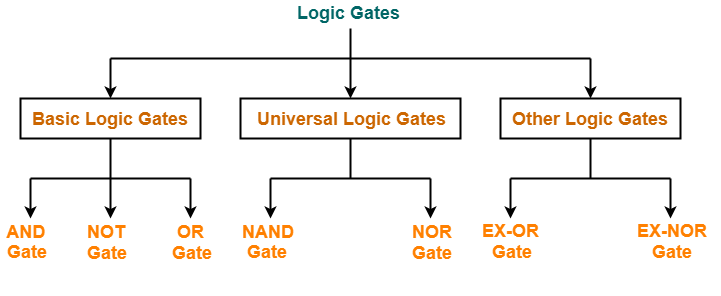 Logic Gates
Basic Logic Gates
Universal Logic Gates
Other Logic Gates
AND
Gate
NOT
Gate
OR
Gate
NAND
Gate
NOR
Gate
EX-OR
Gate
EX-NOR
Gate